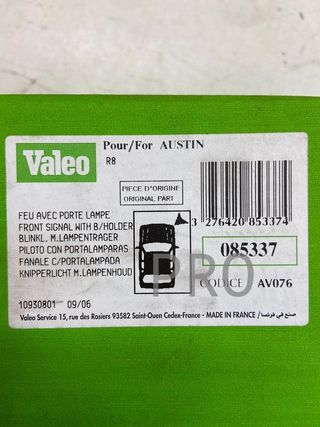 Valeo
Pour/For AUSTIN
R8
PIECE D'ORIGINE
ORIGINAL PART
3 276420 853374
FEU AVEC PORTE LAMPE
FRONT SIGNAL WITH B/HOLDER
BLINKL. M.LAMPENTRAGER
PILOTO CON PORTALAMPARAS
FANALE C/PORTALAMPADA
KNIPPERLICHT M.LAMPENHOUD
085337
PRO
CODICE AV076
10930801 09/06
Valeo Service 15, rue des Rosiers 93582 Saint-Ouen Cedex-France - MADE IN FRANCE / صنع في فرنسا